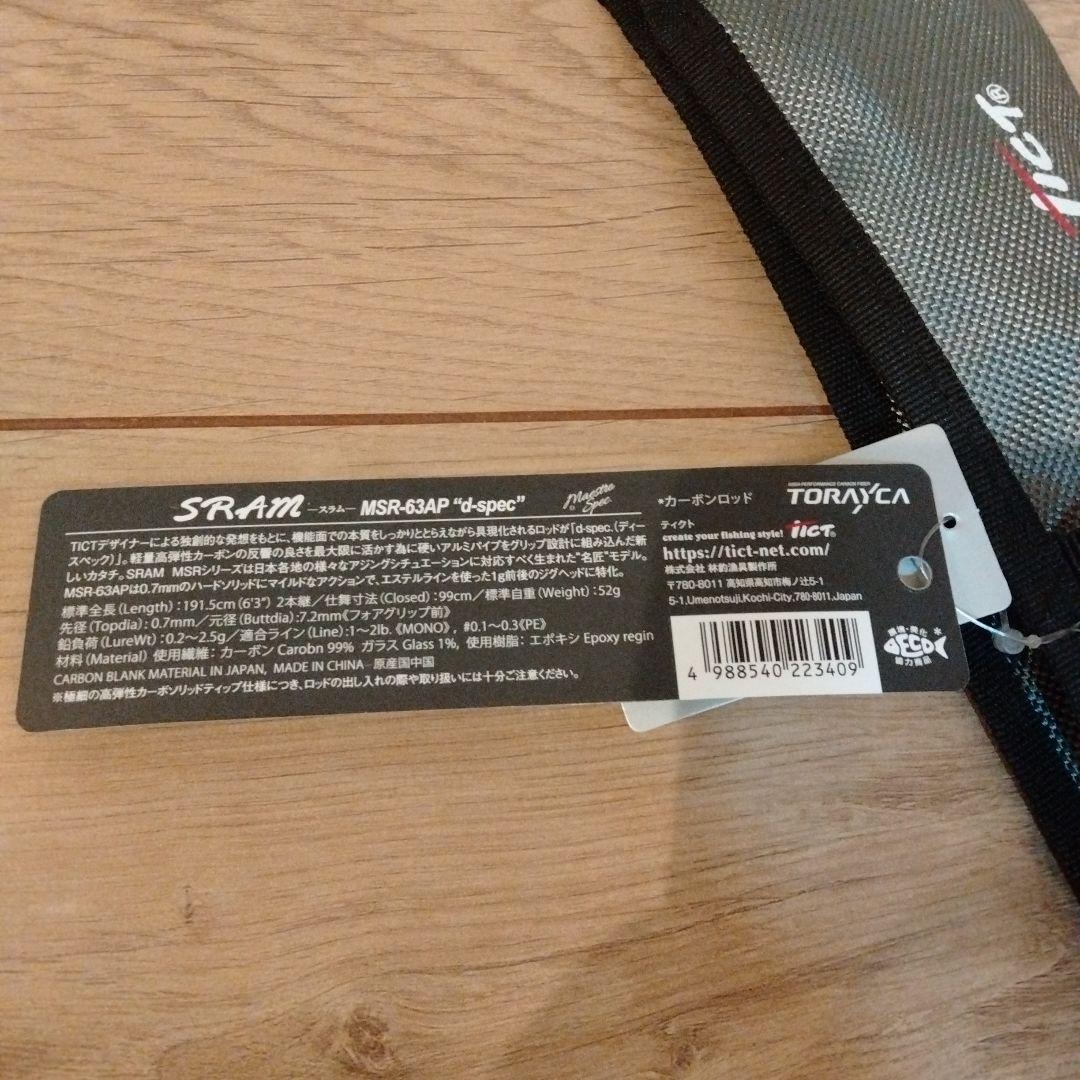 TICT®
SRAM —スラム— MSR-63AP “d-spec” Maestro Spec.
TICTデザイナーによる独創的な発想をもとに、機能面での本質をしっかりととらえながら具現化されるロッドが「d-spec.(ディー
スペック)」。軽量高弾性カーボンの反響の良さを最大限に活かす為に硬いアルミパイプをグリップ設計に組み込んだ新
しいカタチ。SRAM MSRシリーズは日本各地の様々なアジングシチュエーションに対応すべく生まれた“名匠”モデル。
MSR-63APは0.7mmのハードソリッドにマイルドなアクションで、エステルラインを使った1g前後のジグヘッドに特化。
標準全長(Length):191.5cm(6'3") 2本継／仕舞寸法(Closed):99cm／標準自重(Weight):52g
先径(Topdia):0.7mm／元径(Buttdia):7.2mm《フォアグリップ前》
鉛負荷(LureWt):0.2〜2.5g／適合ライン(Line):1〜2lb.《MONO》, #0.1〜0.3《PE》
材料(Material) 使用繊維：カーボン Carobn 99% ガラス Glass 1%, 使用樹脂：エポキシ Epoxy regin
CARBON BLANK MATERIAL IN JAPAN, MADE IN CHINA 原産国中国
※極細の高弾性カーボンソリッドティップ仕様につき、ロッドの出し入れの際や取り扱いには十分ご注意ください。
*カーボンロッド
HIGH-PERFORMANCE CARBON FIBER
TORAYCA
ティクト
create your fishing style! TICT®
https://tict-net.com/
株式会社 林釣漁具製作所
〒780-8011 高知県高知市梅ノ辻5-1
5-1,Umenotsuji,Kochi-City,780-8011,Japan
4 988540 223409
環境・美化
ECO
協力商品
*